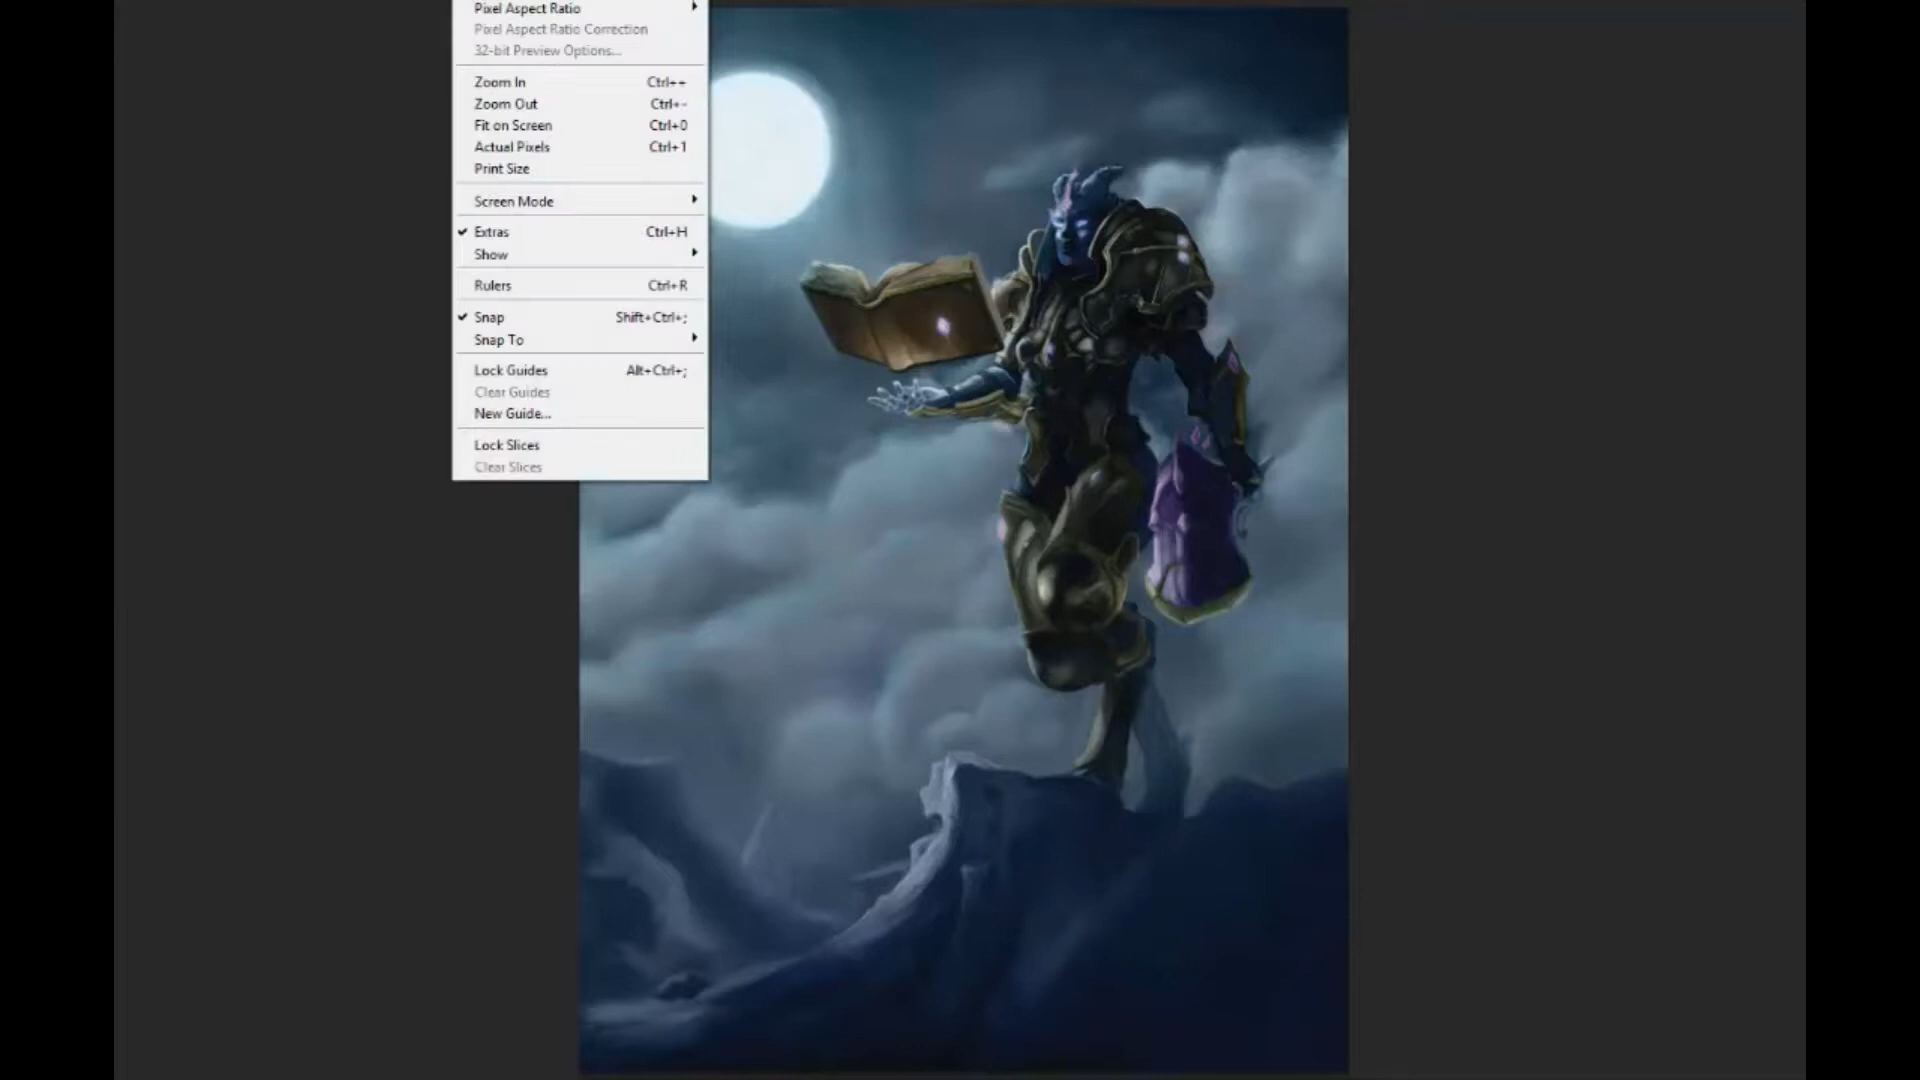 Pixel Aspect Ratio
Pixel Aspect Ratio Correction
32-bit Preview Options...
Zoom In Ctrl++
Zoom Out Ctrl+-
Fit on Screen Ctrl+0
Actual Pixels Ctrl+1
Print Size
Screen Mode
Extras Ctrl+H
Show
Rulers Ctrl+R
Snap Shift+Ctrl+;
Snap To
Lock Guides Alt+Ctrl+;
Clear Guides
New Guide...
Lock Slices
Clear Slices